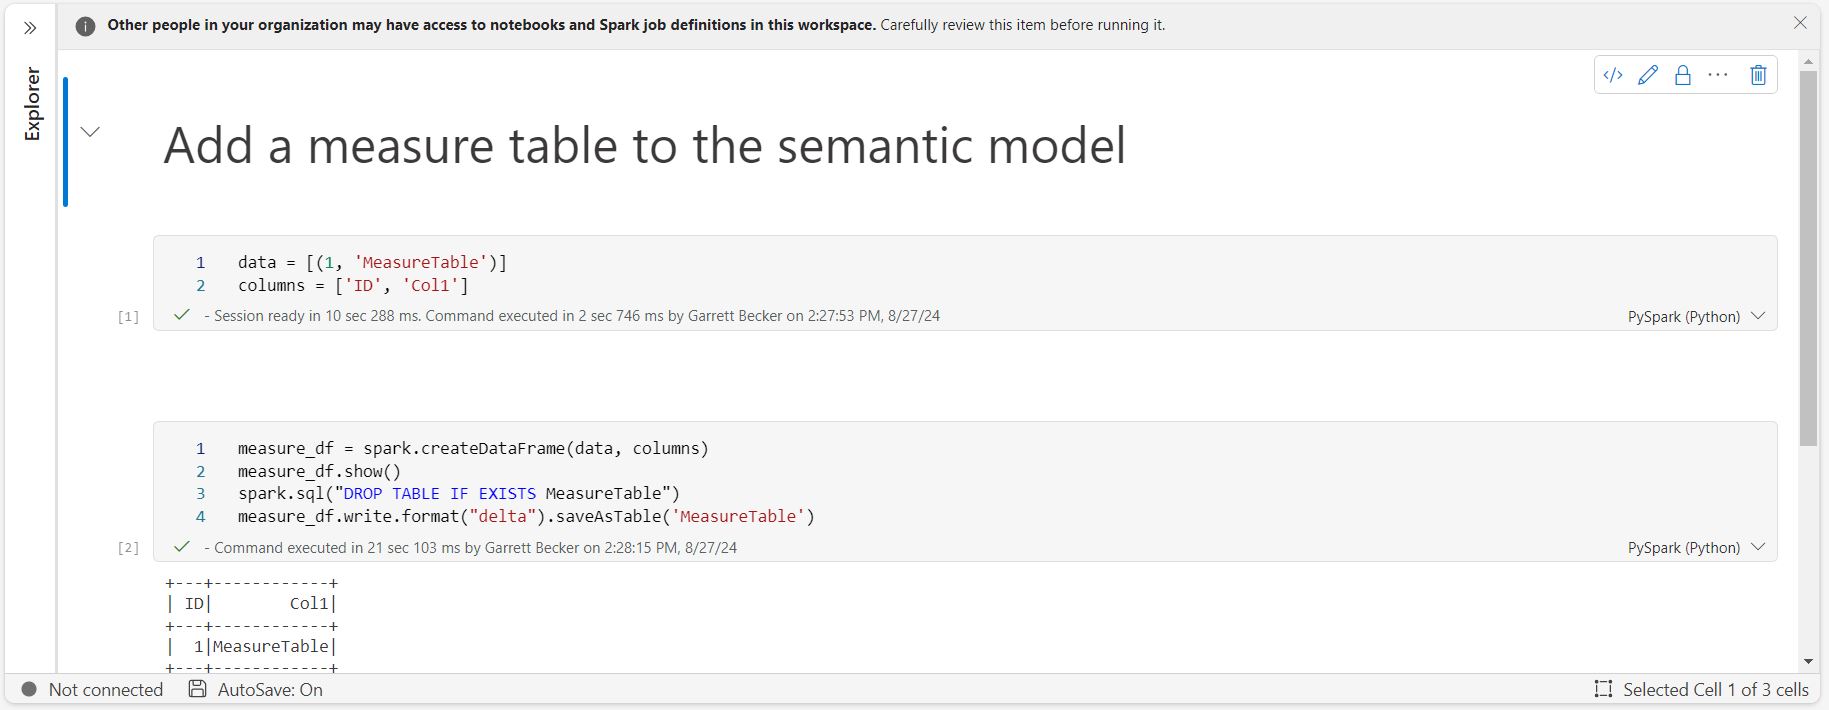 Other people in your organization may have access to notebooks and Spark job definitions in this workspace. Carefully review this item before running it.
Explorer
Add a measure table to the semantic model
1 data = [(1, 'MeasureTable')]
2 columns = ['ID', 'Col1']
[1] - Session ready in 10 sec 288 ms. Command executed in 2 sec 746 ms by Garrett Becker on 2:27:53 PM, 8/27/24 PySpark (Python)
1 measure_df = spark.createDataFrame(data, columns)
2 measure_df.show()
3 spark.sql("DROP TABLE IF EXISTS MeasureTable")
4 measure_df.write.format("delta").saveAsTable('MeasureTable')
[2] - Command executed in 21 sec 103 ms by Garrett Becker on 2:28:15 PM, 8/27/24 PySpark (Python)
+---+------------+
| ID|        Col1|
+---+------------+
|  1|MeasureTable|
+---+------------+
Not connected AutoSave: On Selected Cell 1 of 3 cells